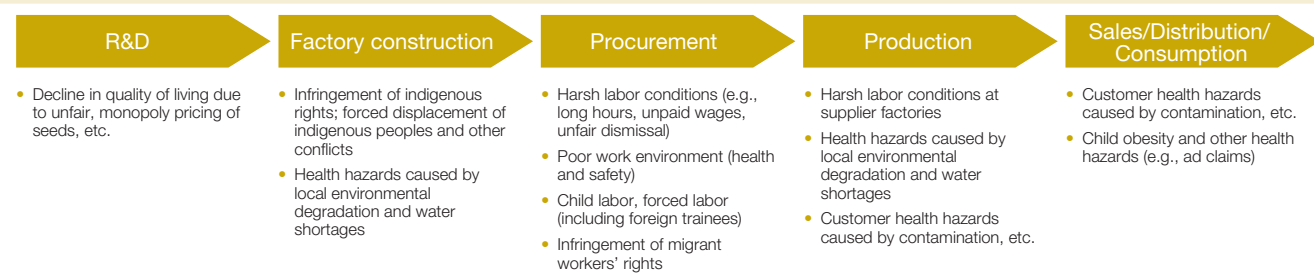 R&D
• Decline in quality of living due
to unfair, monopoly pricing of
seeds, etc.
Factory construction
• Infringement of indigenous
rights; forced displacement of
indigenous peoples and other
conflicts
• Health hazards caused by
local environmental
degradation and water
shortages
Procurement
• Harsh labor conditions (e.g.,
long hours, unpaid wages,
unfair dismissal)
• Poor work environment (health
and safety)
• Child labor, forced labor
(including foreign trainees)
• Infringement of migrant
workers’ rights
Production
• Harsh labor conditions at
supplier factories
• Health hazards caused by
local environmental
degradation and water
shortages
• Customer health hazards
caused by contamination, etc.
Sales/Distribution/
Consumption
• Customer health hazards
caused by contamination, etc.
• Child obesity and other health
hazards (e.g., ad claims)